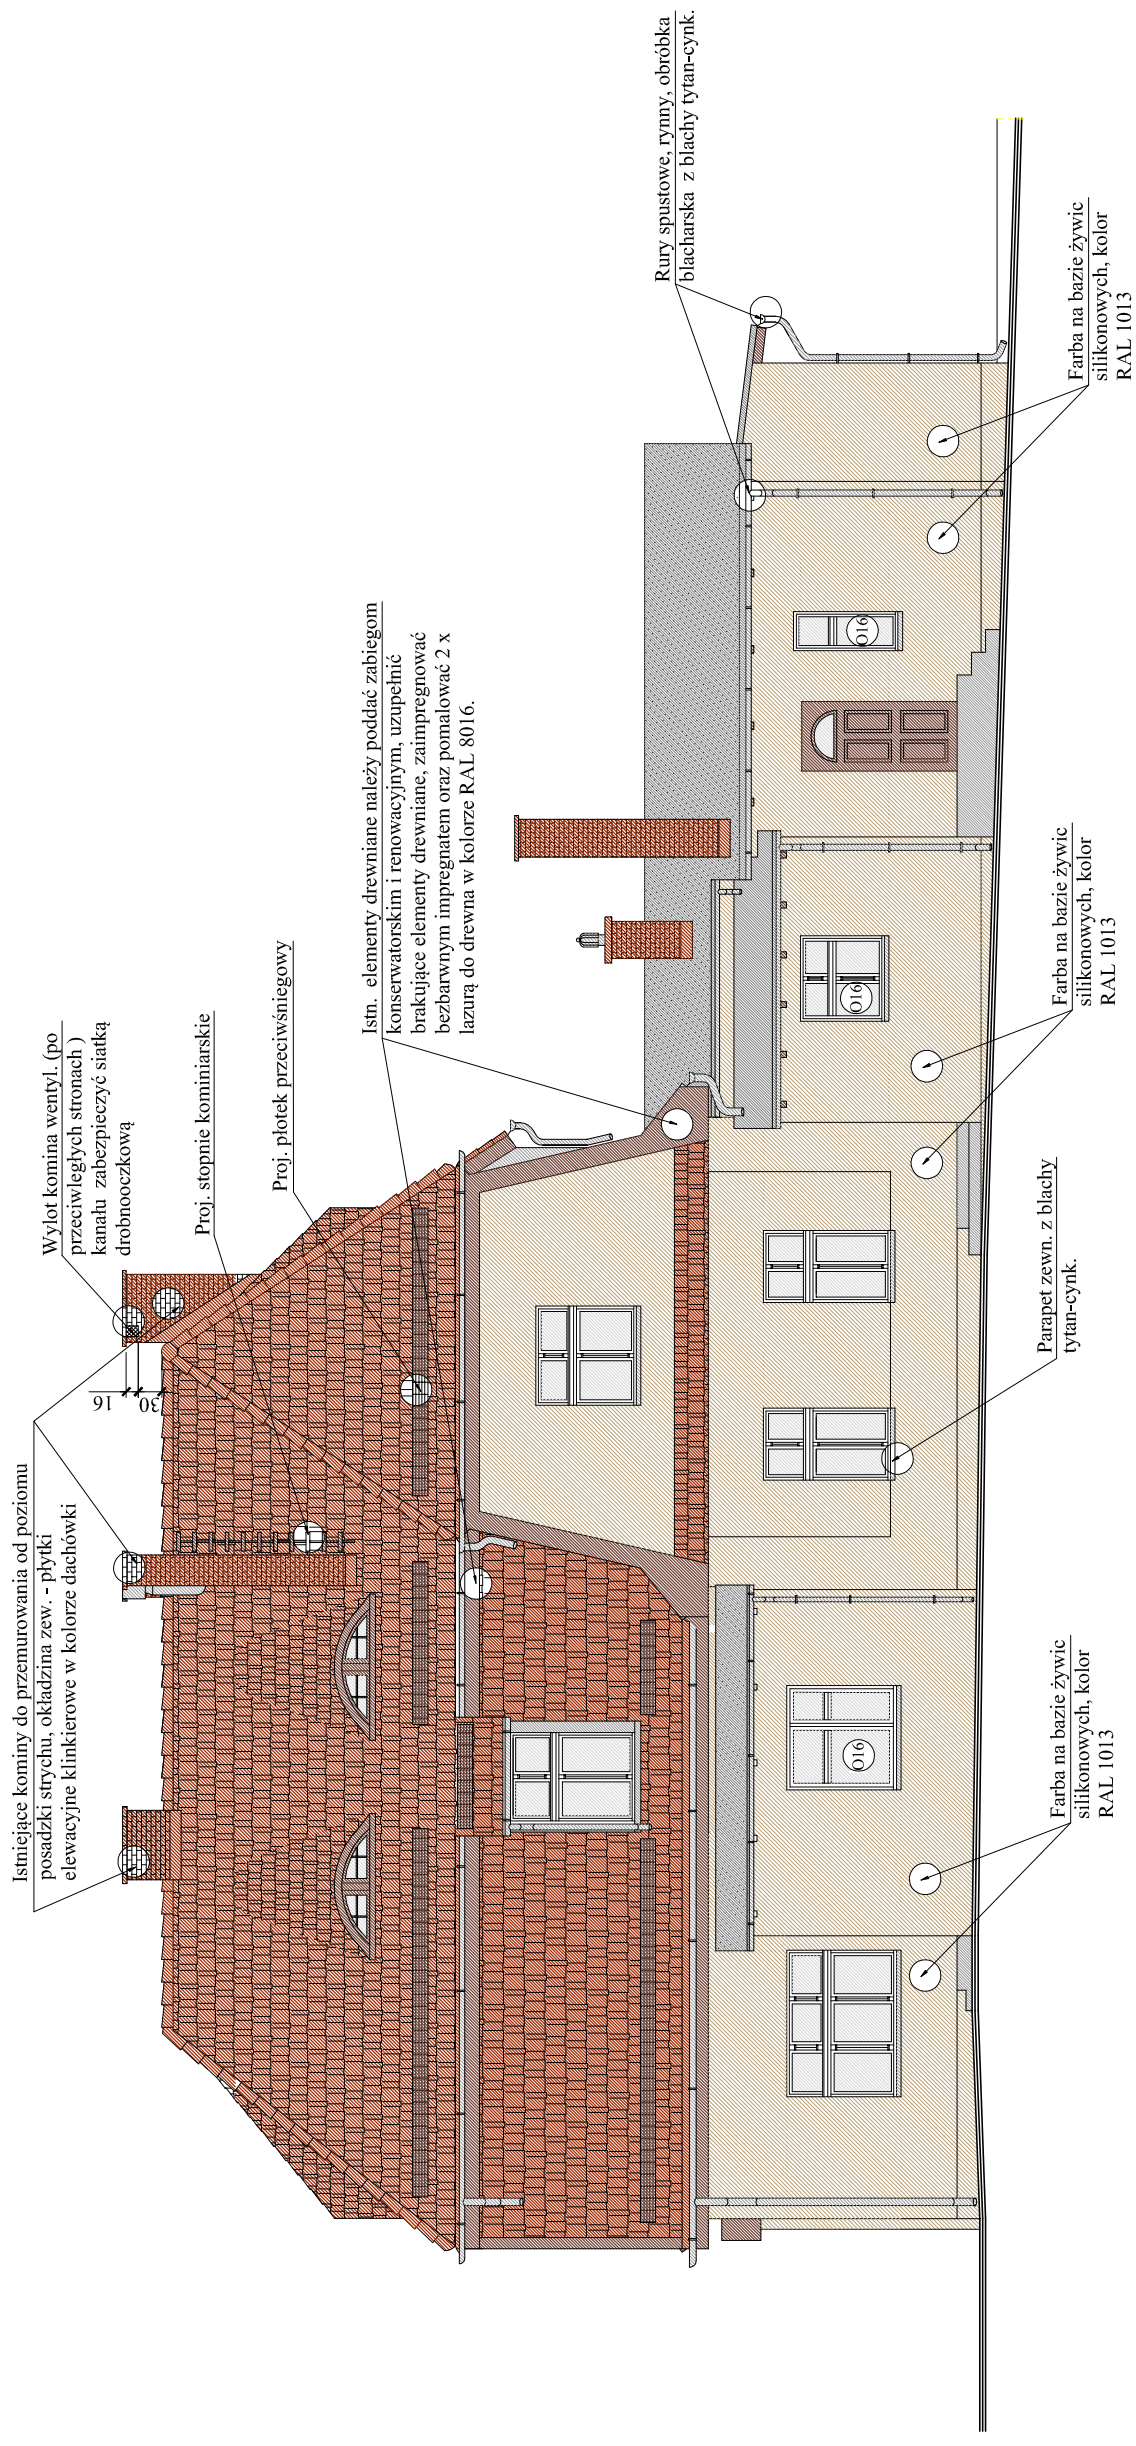 Istniejące kominy do przemurowania od poziomu
posadzki strychu, okładzina zew. - płytki
elewacyjne klinkierowe w kolorze dachówki
Wylot komina wentyl. (po
przeciwległych stronach )
kanału zabezpieczyć siatką
drobnooczkową
16
30
Proj. stopnie kominiarskie
Proj. płotek przeciwśniegowy
Istn. elementy drewniane należy poddać zabiegom
konserwatorskim i renowacyjnym, uzupełnić
brakujące elementy drewniane, zaimpregnować
bezbarwnym impregnatem oraz pomalować 2 x
lazurą do drewna w kolorze RAL 8016.
Rury spustowe, rynny, obróbka
blacharska z blachy tytan-cynk.
O16
O16
O16
Farba na bazie żywic
silikonowych, kolor
RAL 1013
Parapet zewn. z blachy
tytan-cynk.
Farba na bazie żywic
silikonowych, kolor
RAL 1013
Farba na bazie żywic
silikonowych, kolor
RAL 1013